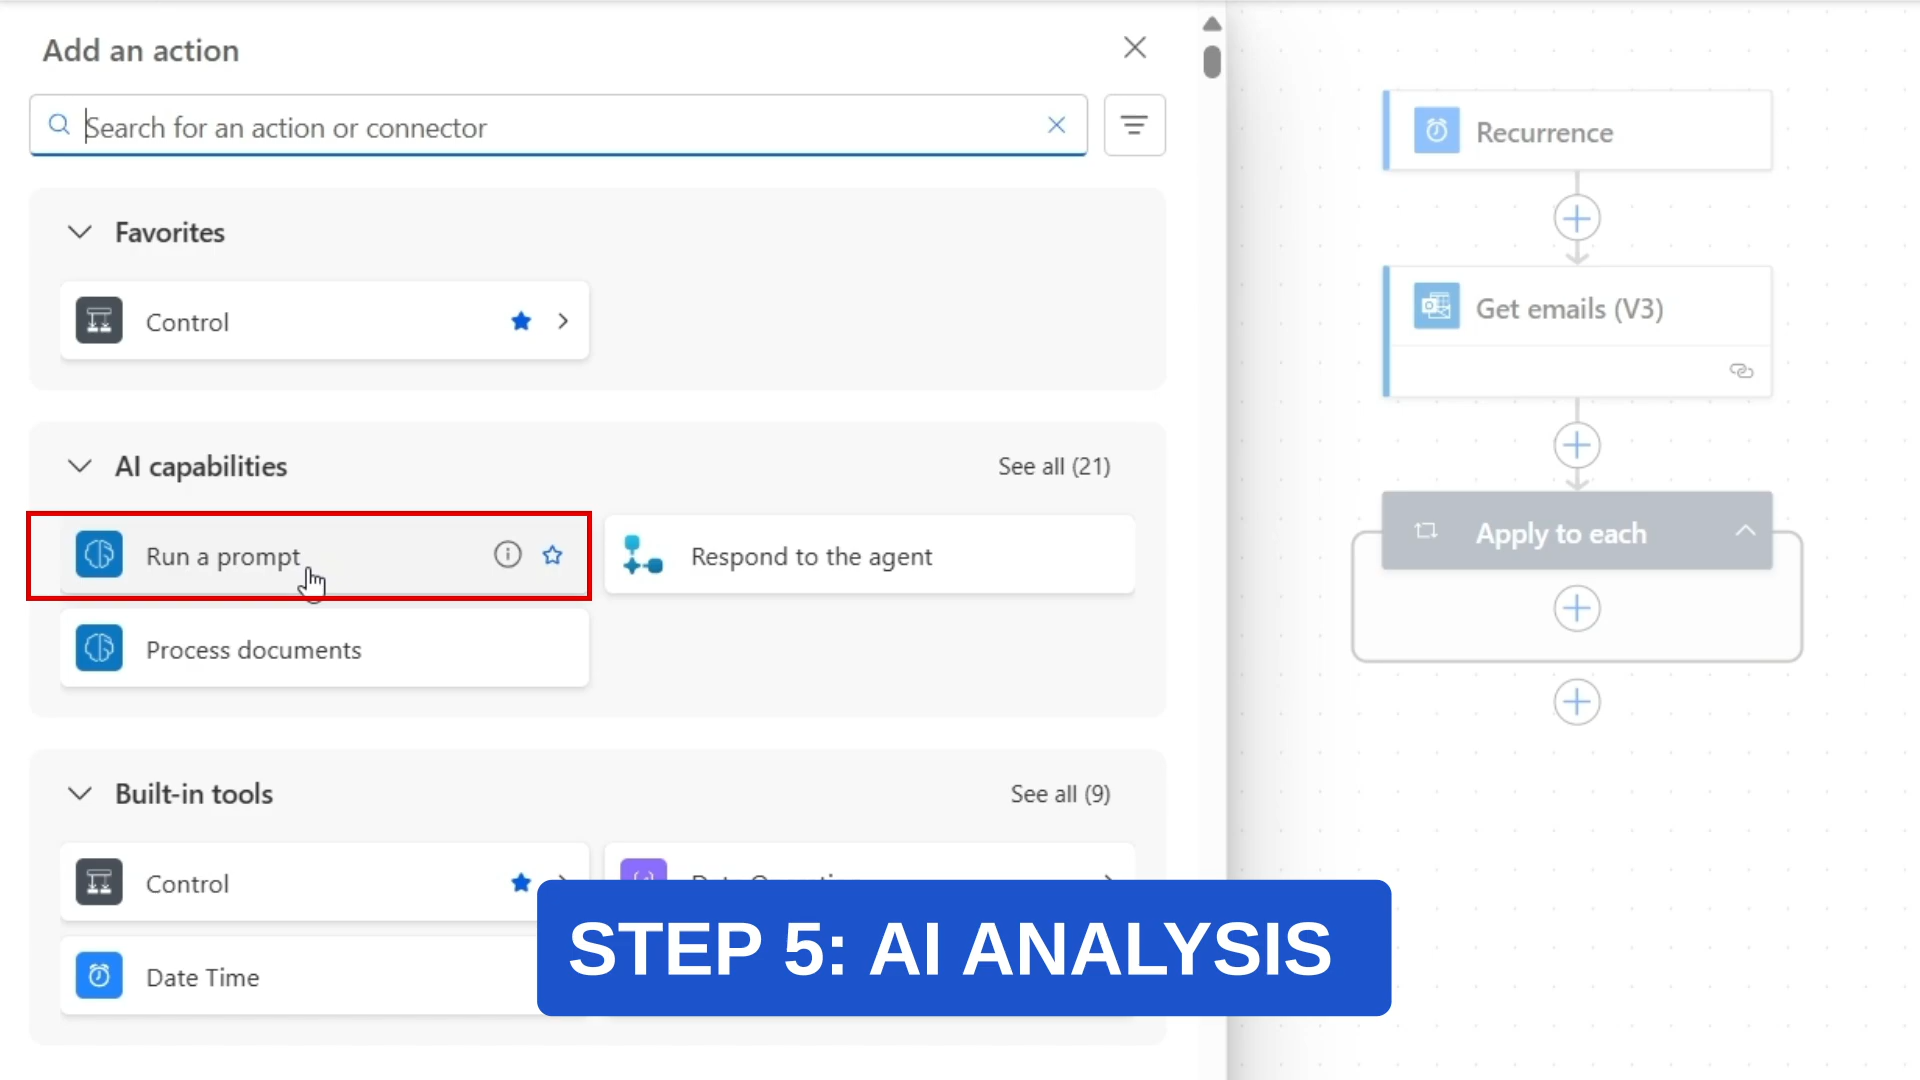 Add an action
Search for an action or connector
Favorites
Control
AI capabilities
See all (21)
Run a prompt
Respond to the agent
Process documents
Built-in tools
See all (9)
Control
Date Time
STEP 5: AI ANALYSIS
Recurrence
Get emails (V3)
Apply to each